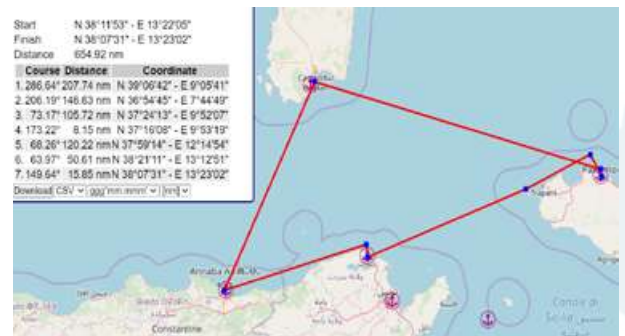 Start N 38°11'53" - E 13°22'05"
Finish N 38°07'31" - E 13°23'02"
Distance 654.92 nm
Course Distance Coordinate
1. 286.64° 207.74 nm N 39°06'42" - E 9°05'41"
2. 206.19° 146.63 nm N 36°54'45" - E 7°44'49"
3. 73.17° 105.72 nm N 37°24'13" - E 9°52'07"
4. 173.22° 8.15 nm N 37°16'08" - E 9°53'19"
5. 68.26° 120.22 nm N 37°59'14" - E 12°14'54"
6. 63.97° 50.61 nm N 38°21'11" - E 13°12'51"
7. 149.64° 15.85 nm N 38°07'31" - E 13°23'02"
Download CSV ggg°mm.mmm' [nm]
Trapani
Annaba
Constantine